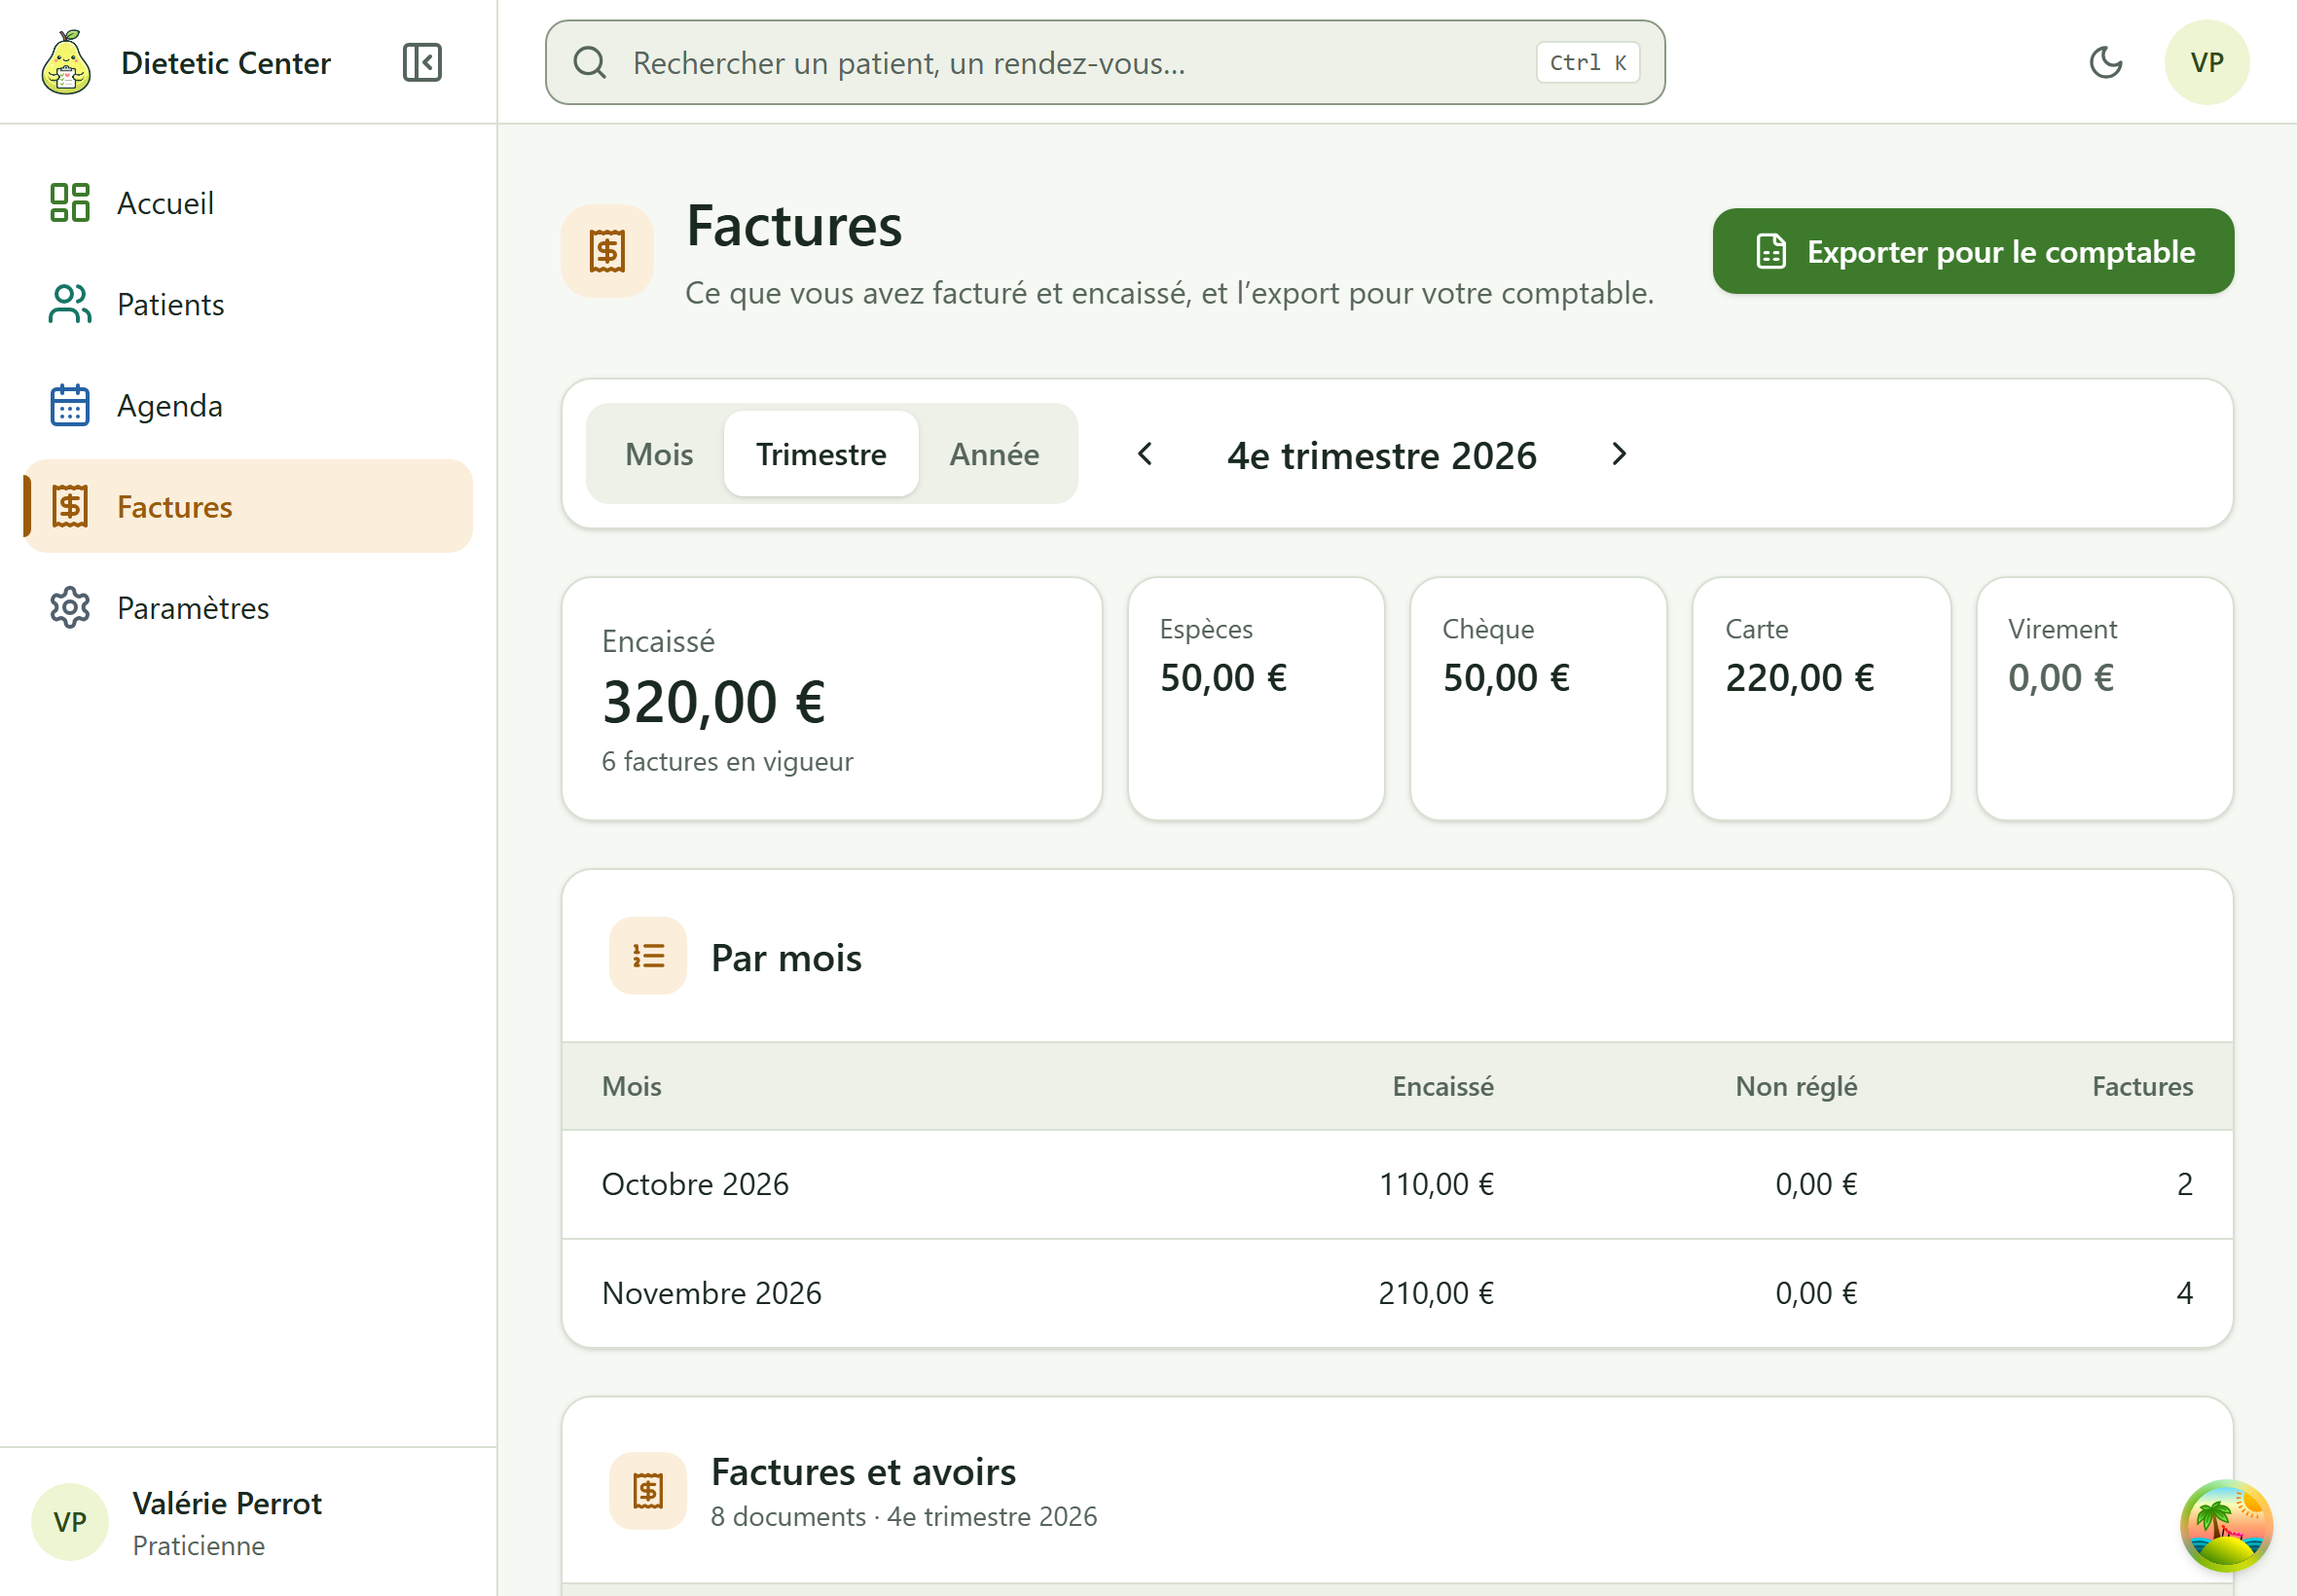 Dietetic Center
Rechercher un patient, un rendez-vous...
Ctrl K
VP
Accueil
Patients
Agenda
Factures
Paramètres
Factures
Ce que vous avez facturé et encaissé, et l’export pour votre comptable.
Exporter pour le comptable
Mois
Trimestre
Année
4e trimestre 2026
Encaissé
320,00 €
6 factures en vigueur
Espèces
50,00 €
Chèque
50,00 €
Carte
220,00 €
Virement
0,00 €
Par mois
Mois Encaissé Non réglé Factures
Octobre 2026 110,00 € 0,00 € 2
Novembre 2026 210,00 € 0,00 € 4
Factures et avoirs
8 documents · 4e trimestre 2026
VP
Valérie Perrot
Praticienne